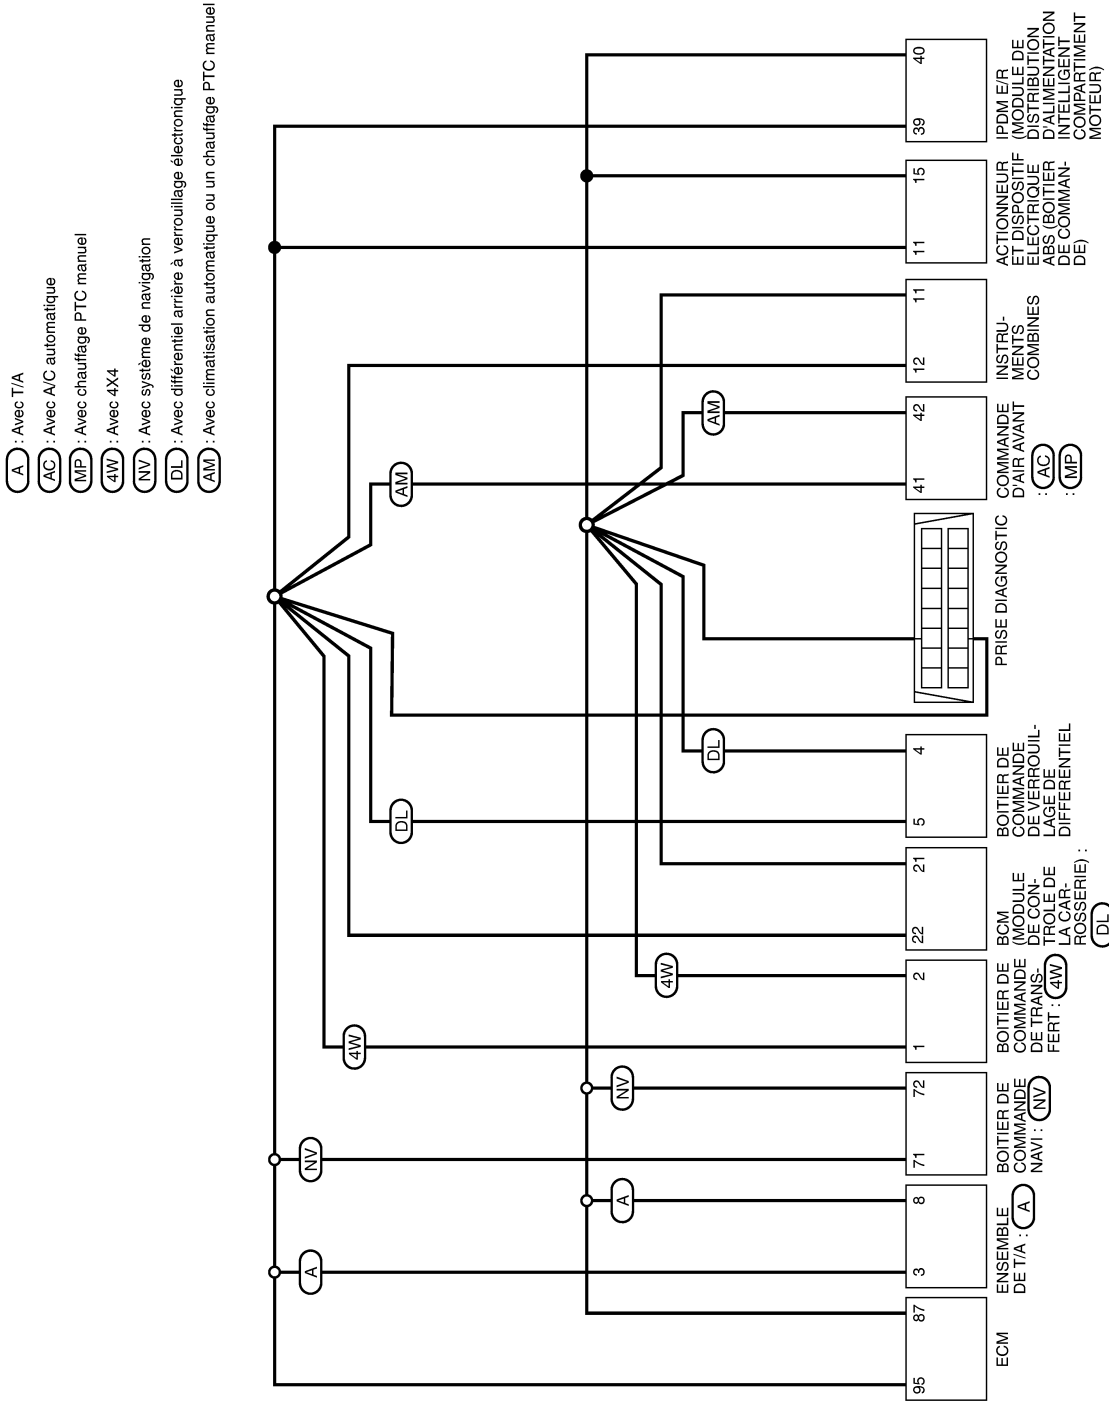 A : Avec T/A
AC : Avec A/C automatique
MP : Avec chauffage PTC manuel
4W : Avec 4X4
NV : Avec système de navigation
DL : Avec différentiel arrière à verrouillage électronique
AM : Avec climatisation automatique ou un chauffage PTC manuel
A
NV
4W
DL
AM
A
NV
4W
DL
AM
95
87
3
8
71
72
1
2
22
21
5
4
41
42
12
11
11
15
39
40
ECM
ENSEMBLE
DE T/A : A
BOITIER DE
COMMANDE
NAVI : NV
BOITIER DE
COMMANDE
DE TRANS-
FERT : 4W
BCM
(MODULE
DE CON-
TROLE DE
LA CAR-
ROSSERIE) :
DL
BOITIER DE
COMMANDE
DE VERROUIL-
LAGE DE
DIFFERENTIEL
PRISE DIAGNOSTIC
COMMANDE
D'AIR AVANT
: AC
: MP
INSTRU-
MENTS
COMBINES
ACTIONNEUR
ET DISPOSITIF
ELECTRIQUE
ABS (BOITIER
DE COMMAN-
DE)
IPDM E/R
(MODULE DE
DISTRIBUTION
D'ALIMENTATION
INTELLIGENT
COMPARTIMENT
MOTEUR)